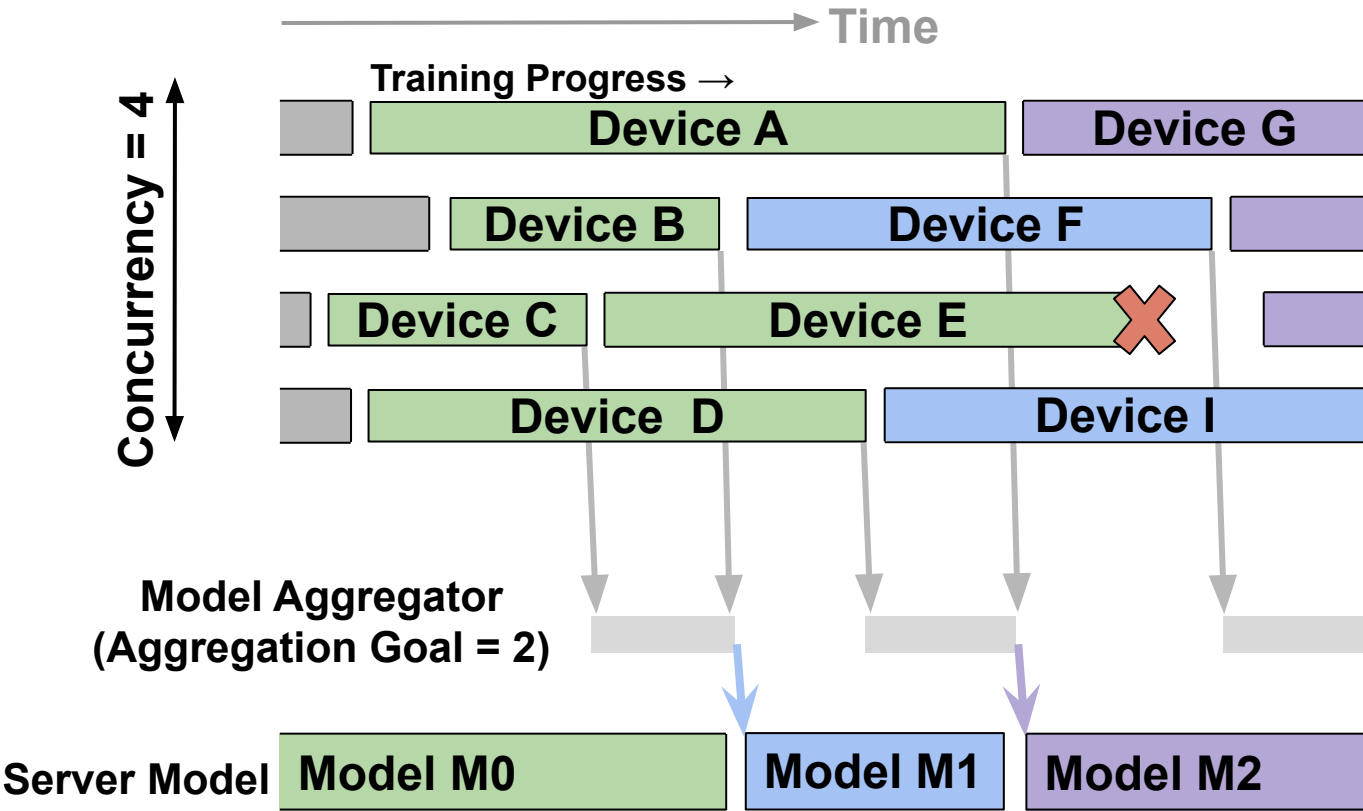 Time
Training Progress →
Concurrency = 4
Device A
Device G
Device B
Device F
Device C
Device E
Device D
Device I
Model Aggregator
(Aggregation Goal = 2)
Server Model
Model M0
Model M1
Model M2